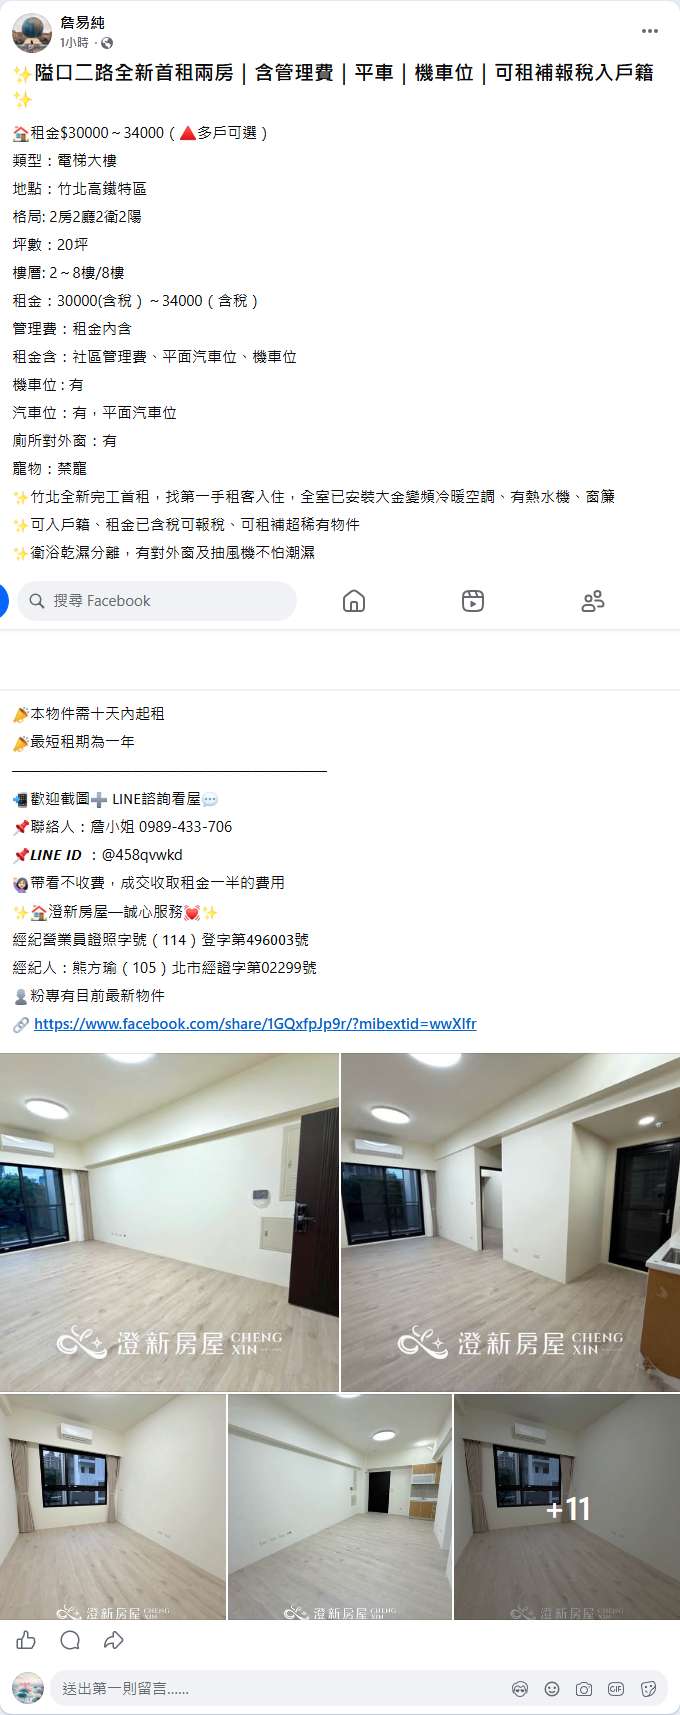 詹易純
1小時 ·
✨隘口二路全新首租兩房｜含管理費｜平車｜機車位｜可租補報稅入戶籍
✨
🏠租金$30000～34000（🔺多戶可選）
類型：電梯大樓
地點：竹北高鐵特區
格局: 2房2廳2衛2陽
坪數：20坪
樓層: 2～8樓/8樓
租金：30000(含稅）～34000（含稅）
管理費：租金內含
租金含：社區管理費、平面汽車位、機車位
機車位 : 有
汽車位：有，平面汽車位
廁所對外窗：有
寵物：禁寵
✨竹北全新完工首租，找第一手租客入住，全室已安裝大金變頻冷暖空調、有熱水機、窗簾
✨可入戶籍、租金已含稅可報稅、可租補超稀有物件
✨衛浴乾濕分離，有對外窗及抽風機不怕潮濕
搜尋 Facebook
🎉本物件需十天內起租
🎉最短租期為一年
📲歡迎截圖➕ LINE諮詢看屋💬
📌聯絡人：詹小姐 0989-433-706
📌LINE ID ：@458qvwkd
🙋🏻‍♀️帶看不收費，成交收取租金一半的費用
✨🏠澄新房屋—誠心服務💓✨
經紀營業員證照字號（114）登字第496003號
經紀人：熊方瑜（105）北市經證字第02299號
👤粉專有目前最新物件
🔗 https://www.facebook.com/share/1GQxfpJp9r/?mibextid=wwXIfr
澄新房屋 CHENG XIN
澄新房屋 CHENG XIN
澄新房屋 CHENG XIN
澄新房屋 CHENG XIN
+11
澄新房屋 CHENG XIN
送出第一則留言......
GIF